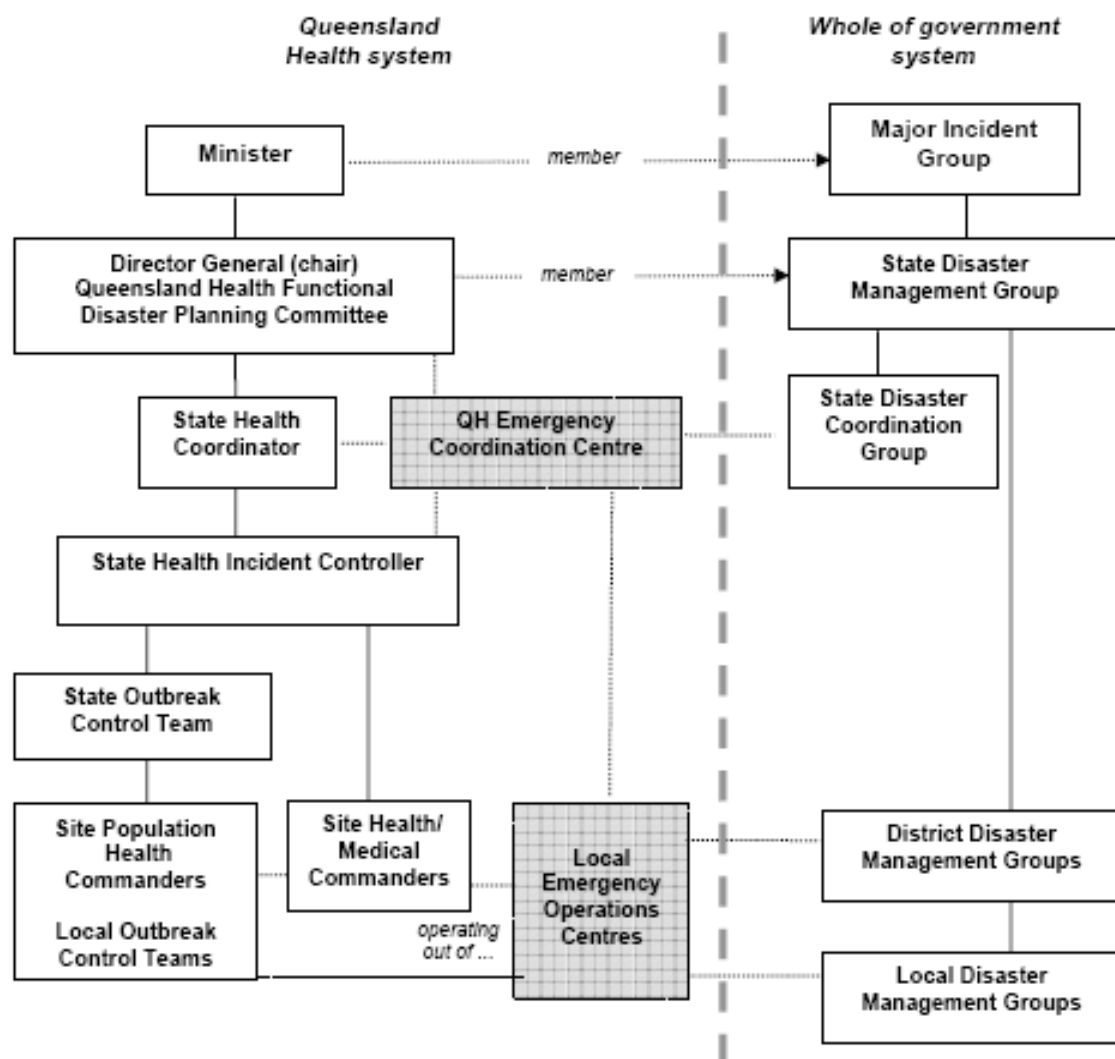 Queensland
Health system
Whole of government
system
Minister
member
Major Incident
Group
Director General (chair)
Queensland Health Functional
Disaster Planning Committee
member
State Disaster
Management Group
State Health
Coordinator
QH Emergency
Coordination Centre
State Disaster
Coordination
Group
State Health Incident Controller
State Outbreak
Control Team
Site Population
Health
Commanders
Local Outbreak
Control Teams
Site Health/
Medical
Commanders
operating
out of ...
Local
Emergency
Operations
Centres
District Disaster
Management Groups
Local Disaster
Management Groups